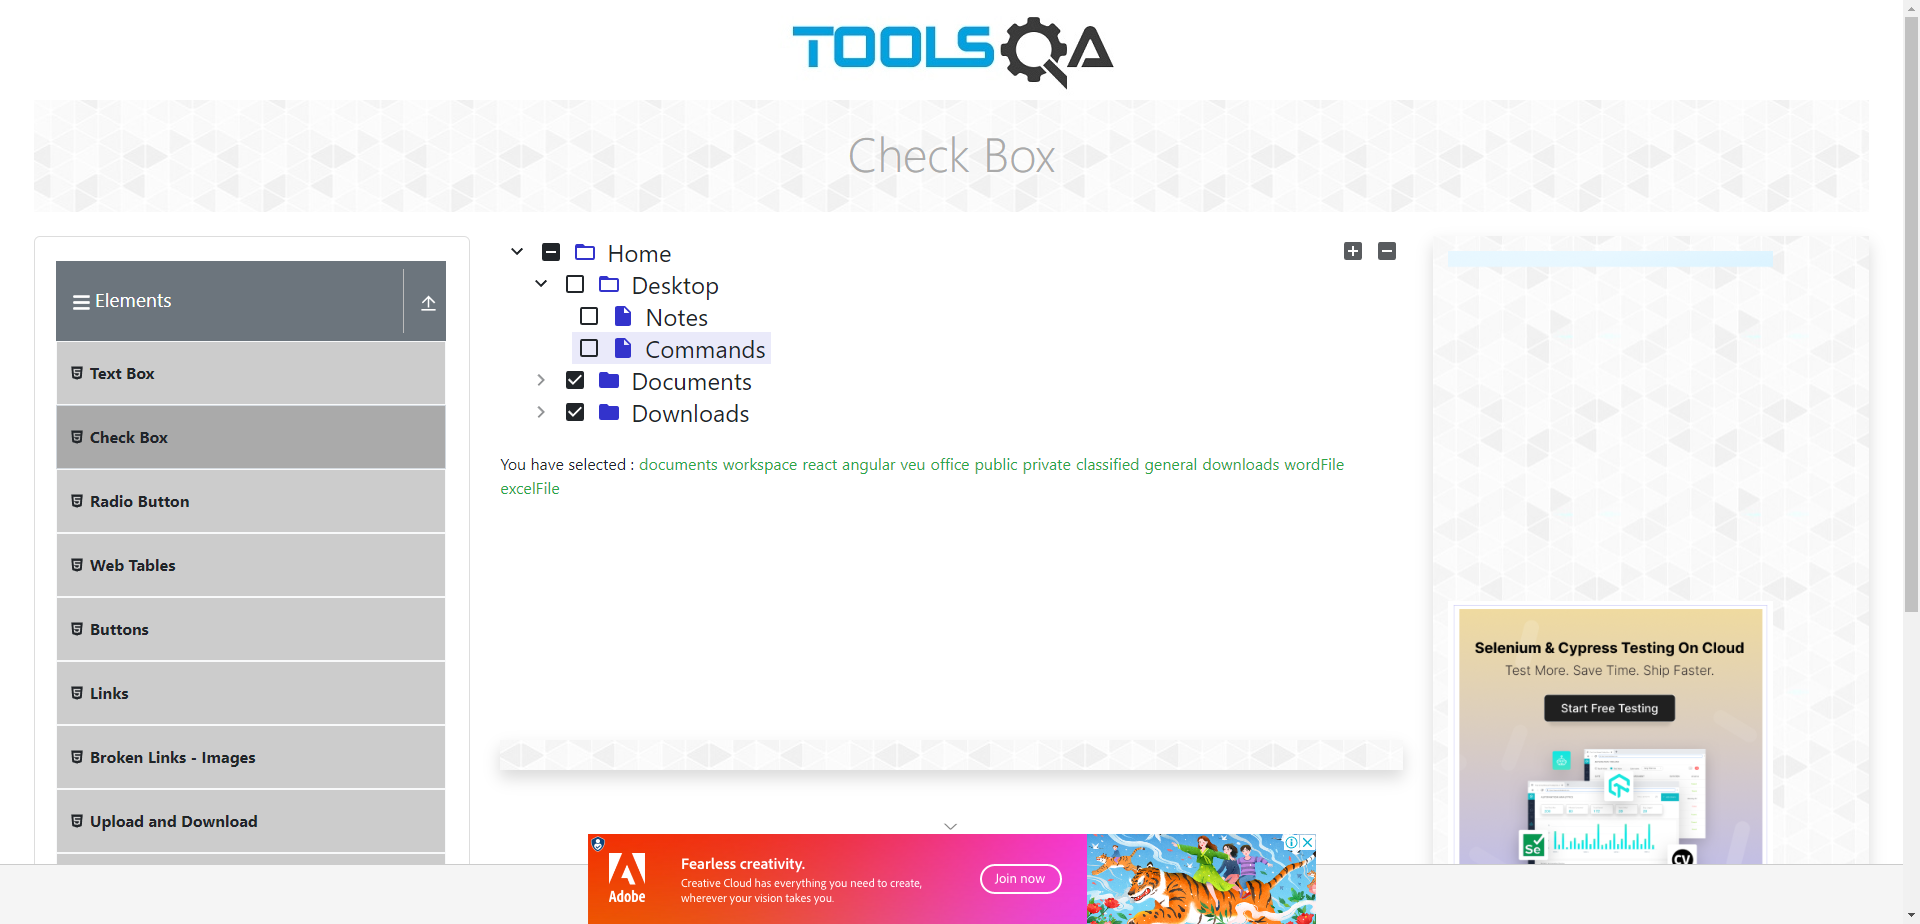 TOOLSQA
Check Box
Elements
Text Box
Check Box
Radio Button
Web Tables
Buttons
Links
Broken Links - Images
Upload and Download
Home
Desktop
Notes
Commands
Documents
Downloads
You have selected : documents workspace react angular veu office public private classified general downloads wordFile
excelFile
Selenium & Cypress Testing On Cloud
Test More. Save Time. Ship Faster.
Start Free Testing
Se
CV
Adobe
Fearless creativity.
Creative Cloud has everything you need to create,
wherever your vision takes you.
Join now